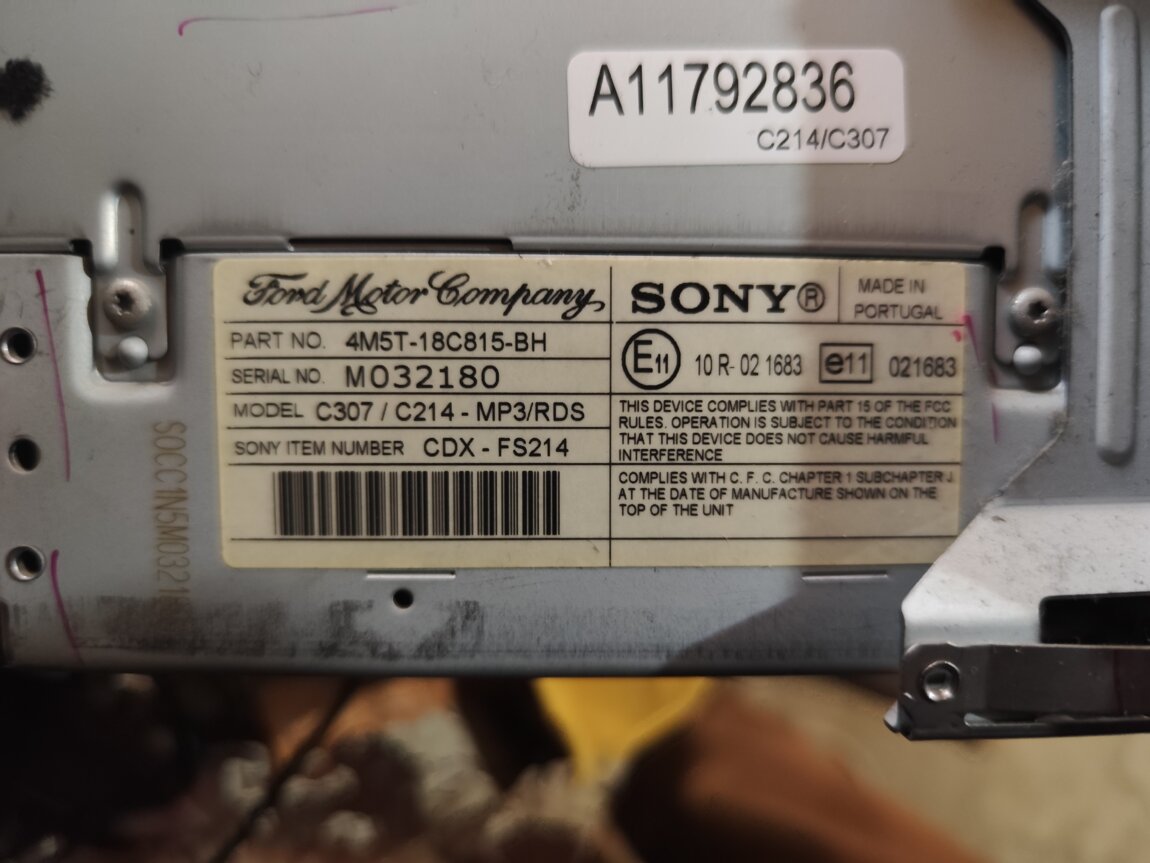 A11792836
C214/C307
Ford Motor Company
SONY®
MADE IN
PORTUGAL
PART NO. 4M5T-18C815-BH
SERIAL NO. M032180
MODEL C307 / C214 - MP3/RDS
SONY ITEM NUMBER CDX - FS214
E11 10 R- 02 1683 e11 021683
THIS DEVICE COMPLIES WITH PART 15 OF THE FCC
RULES. OPERATION IS SUBJECT TO THE CONDITION
THAT THIS DEVICE DOES NOT CAUSE HARMFUL
INTERFERENCE
COMPLIES WITH C. F. C. CHAPTER 1 SUBCHAPTER J
AT THE DATE OF MANUFACTURE SHOWN ON THE
TOP OF THE UNIT